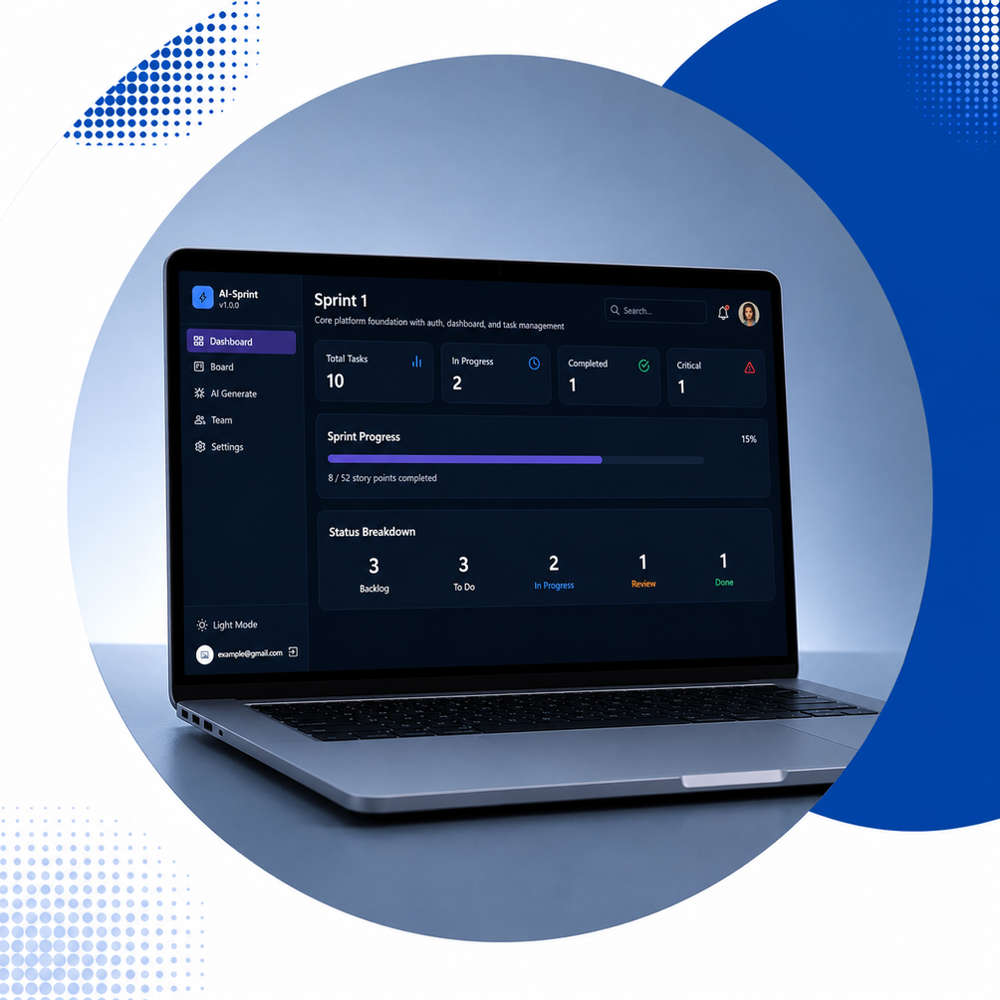 AI-Sprint
v1.0.0
Dashboard
Board
AI Generate
Team
Settings
Light Mode
example@gmail.com
Sprint 1
Core platform foundation with auth, dashboard, and task management
Search...
Total Tasks
10
In Progress
2
Completed
1
Critical
1
Sprint Progress
15%
8 / 52 story points completed
Status Breakdown
3
Backlog
3
To Do
2
In Progress
1
Review
1
Done